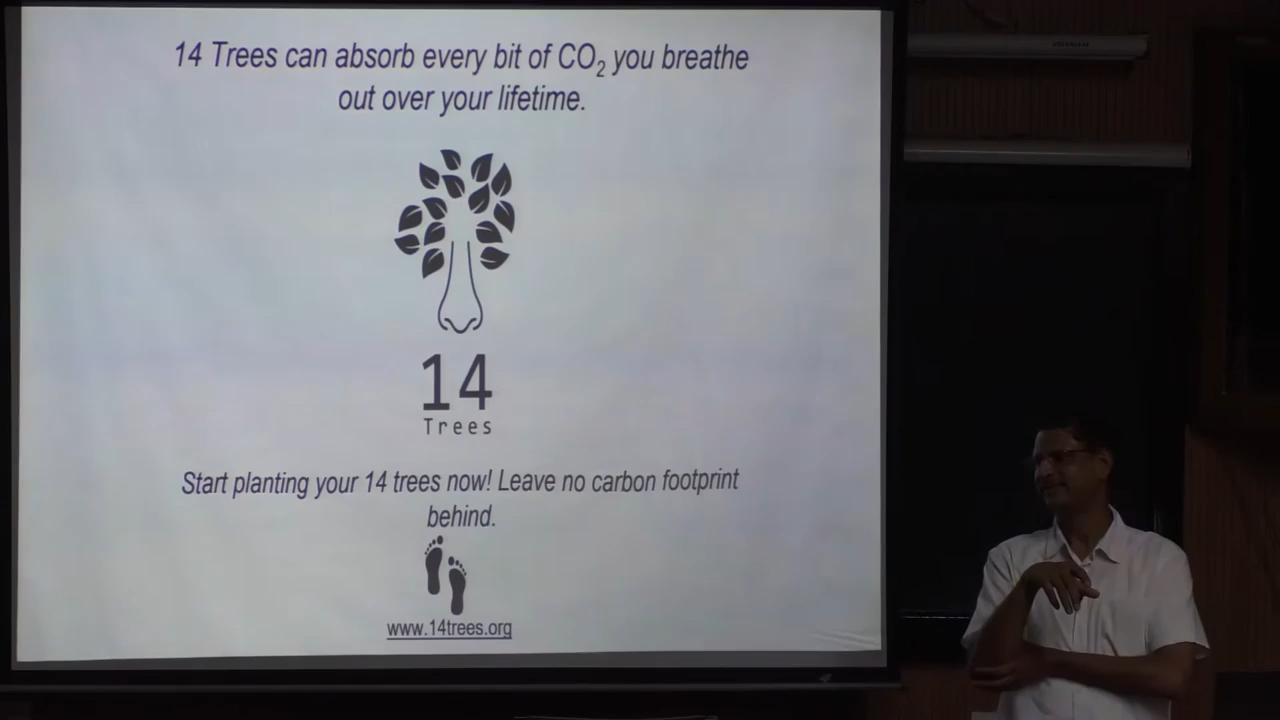 14 Trees can absorb every bit of CO₂ you breathe
out over your lifetime.
14
Trees
Start planting your 14 trees now! Leave no carbon footprint
behind.
www.14trees.org